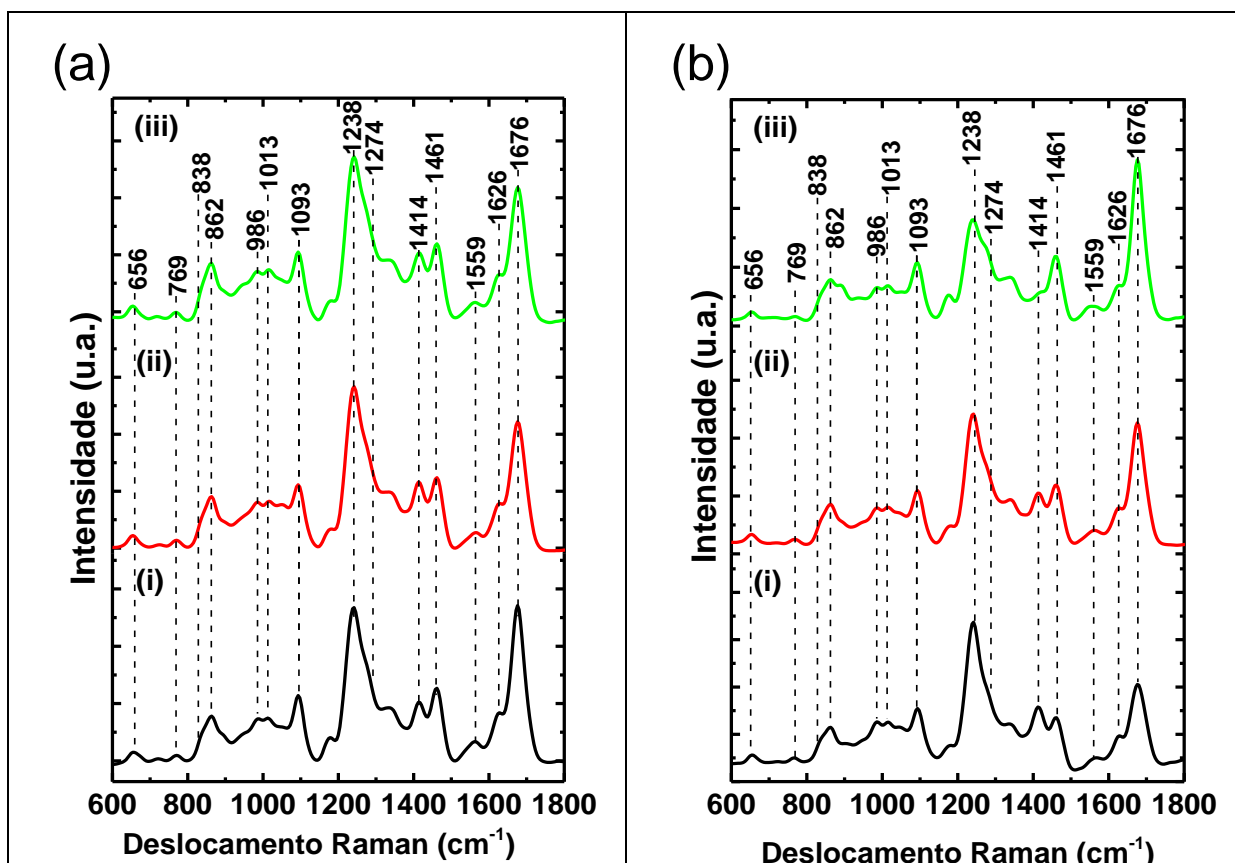 (a)
(iii)
838
862
986
1013
1093
1238
1274
1414
1461
1559
1626
1676
656
769
(ii)
(i)
Intensidade (u.a.)
600 800 1000 1200 1400 1600 1800
Deslocamento Raman (cm-1)
(b)
(iii)
838
862
986
1013
1093
1238
1274
1414
1461
1559
1626
1676
656
769
(ii)
(i)
Intensidade (u.a.)
600 800 1000 1200 1400 1600 1800
Deslocamento Raman (cm-1)